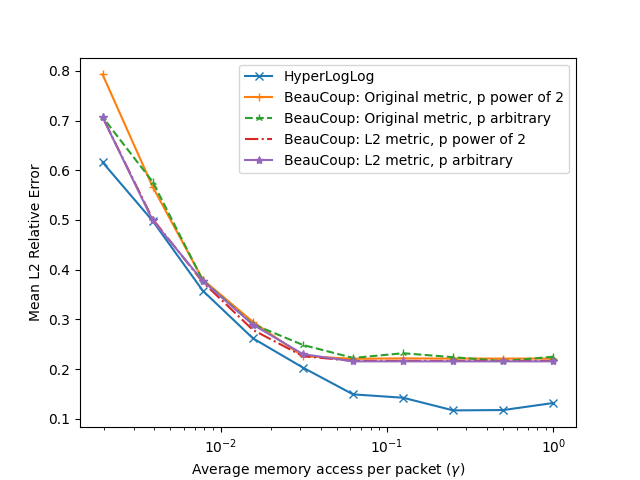 HyperLogLog
BeauCoup: Original metric, p power of 2
BeauCoup: Original metric, p arbitrary
BeauCoup: L2 metric, p power of 2
BeauCoup: L2 metric, p arbitrary
Mean L2 Relative Error
0.8
0.7
0.6
0.5
0.4
0.3
0.2
0.1
10⁻² 10⁻¹ 10⁰
Average memory access per packet (γ)